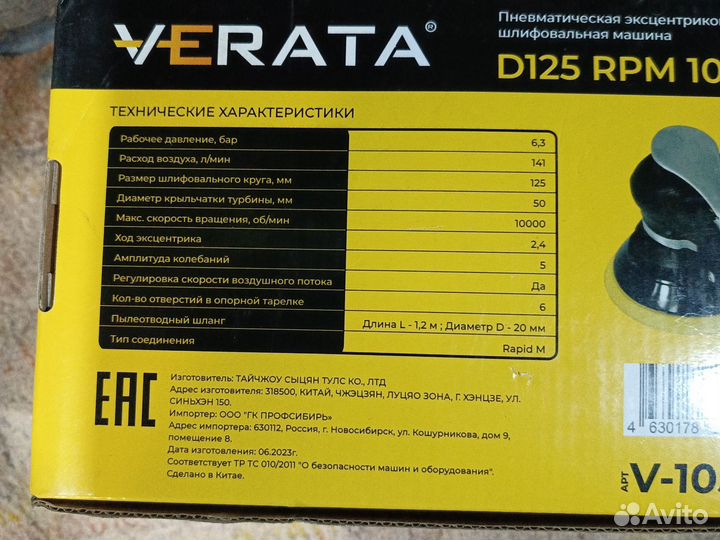 VERATA®
Пневматическая эксцентриков
шлифовальная машина
D125 RPM 10
ТЕХНИЧЕСКИЕ ХАРАКТЕРИСТИКИ
Рабочее давление, бар 6,3
Расход воздуха, л/мин 141
Размер шлифовального круга, мм 125
Диаметр крыльчатки турбины, мм 50
Макс. скорость вращения, об/мин 10000
Ход эксцентрика 2,4
Амплитуда колебаний 5
Регулировка скорости воздушного потока Да
Кол-во отверстий в опорной тарелке 6
Пылеотводный шланг Длина L - 1,2 м ; Диаметр D - 20 мм
Тип соединения Rapid M
EAC
Изготовитель: ТАЙЧЖОУ СЫЦЯН ТУЛС КО., ЛТД
Адрес изготовителя: 318500, КИТАЙ, ЧЖЭЦЗЯН, ЛУЦЯО ЗОНА, Г. ХЭНЦЗЕ, УЛ.
СИНЬХЭН 150.
Импортер: ООО "ГК ПРОФСИБИРЬ"
Адрес импортера: 630112, Россия, г. Новосибирск, ул. Кошурникова, дом 9,
помещение 8.
Дата изготовления: 06.2023г.
Соответствует ТР ТС 010/2011 "О безопасности машин и оборудования".
Сделано в Китае.
4 630178
АРТ V-10
Avito